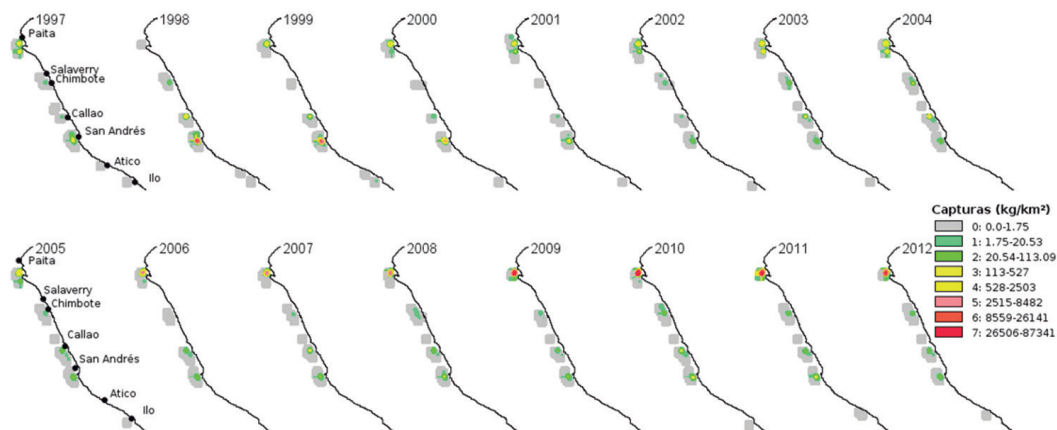 1997
1998
1999
2000
2001
2002
2003
2004
Paita
Salaverry
Chimbote
Callao
San Andrés
Atico
Ilo
2005
2006
2007
2008
2009
2010
2011
2012
Paita
Salaverry
Chimbote
Callao
San Andrés
Atico
Ilo
Capturas (kg/km²)
0: 0.0-1.75
1: 1.75-20.53
2: 20.54-113.09
3: 113-527
4: 528-2503
5: 2515-8482
6: 8559-26141
7: 26506-87341